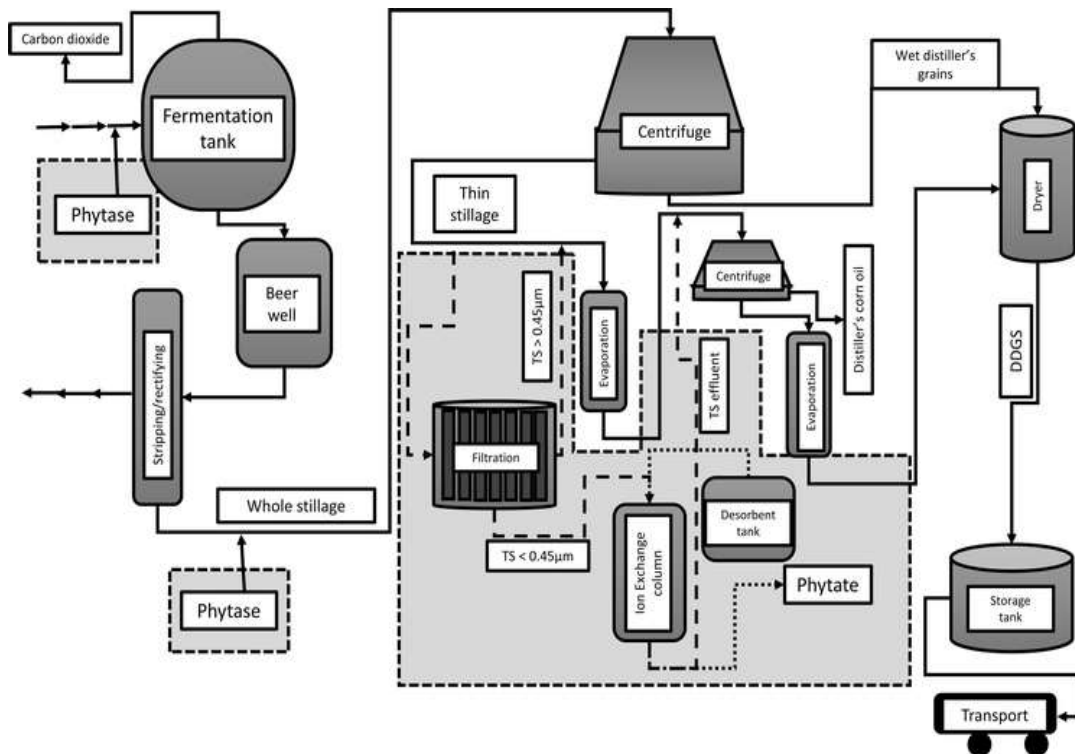 Carbon dioxide
Fermentation
tank
Phytase
Beer
well
Stripping/rectifying
Whole stillage
Phytase
Centrifuge
Wet distiller's
grains
Dryer
Thin
stillage
TS > 0.45µm
Evaporation
Centrifuge
Distiller's corn oil
Evaporation
TS effluent
DDGS
Filtration
TS < 0.45µm
Ion Exchange
column
Desorbent
tank
Phytate
Storage
tank
Transport